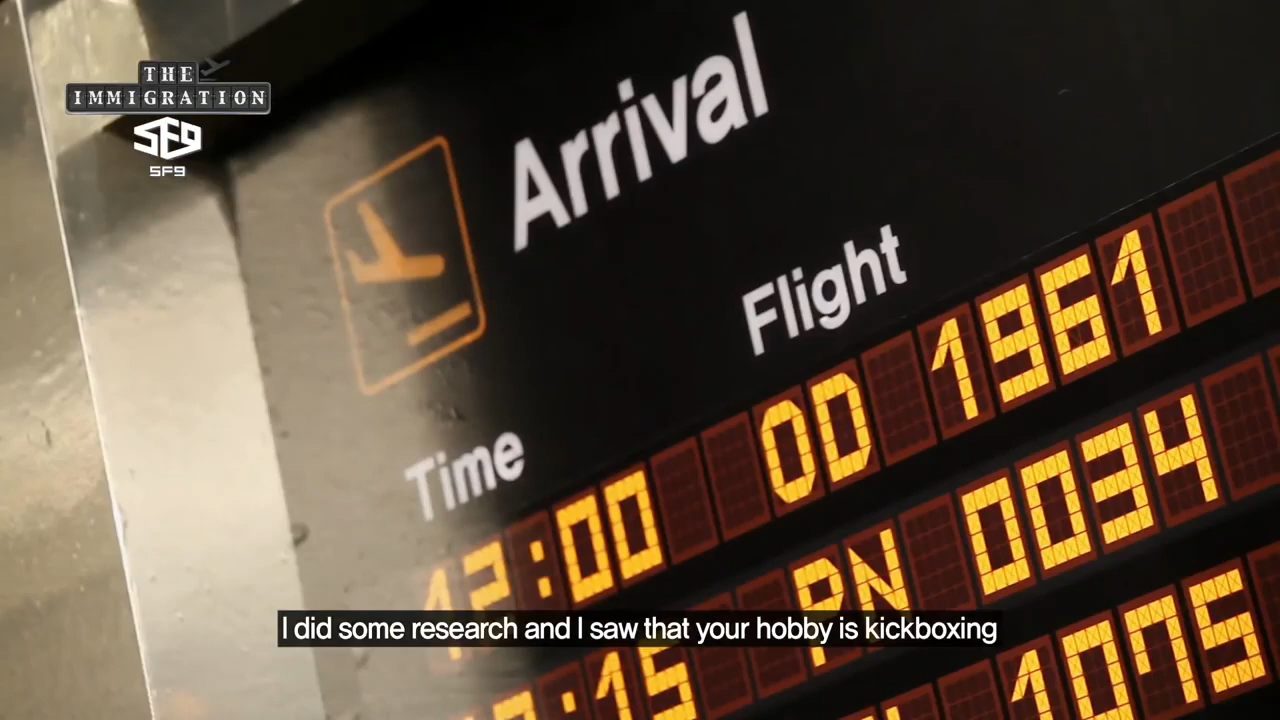 THE
IMMIGRATION
SF9
SF9
Arrival
Flight
Time
12:00 OD 1961
PN 0034
:15
1075
I did some research and I saw that your hobby is kickboxing